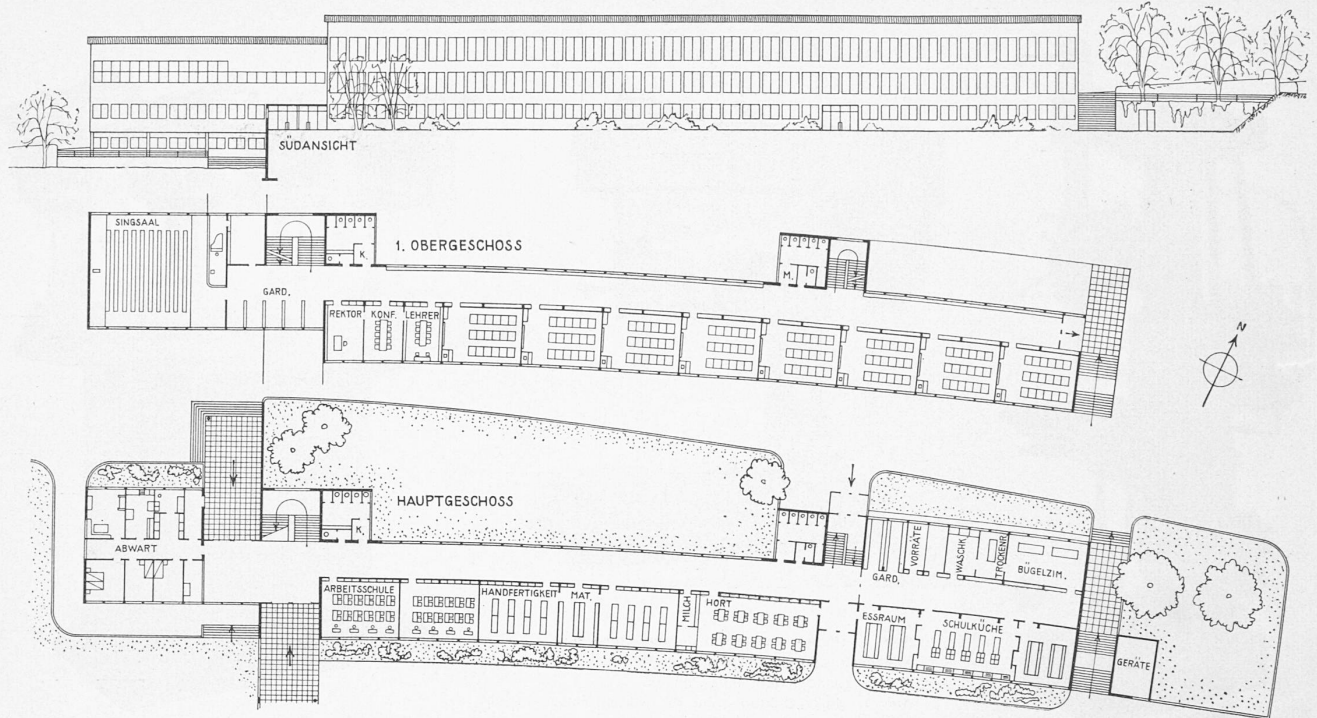 SÜDANSICHT
SINGSAAL
1. OBERGESCHOSS
K.
M.
GARD.
REKTOR KONF. LEHRER
N
HAUPTGESCHOSS
K.
ABWART
VORRÄTE
WASCHK.
TROCKENR.
BÜGELZIM.
GARD.
ARBEITSSCHULE
HANDFERTIGKEIT
MAT.
MILCH.
HORT
ESSRAUM
SCHULKÜCHE
GERÄTE